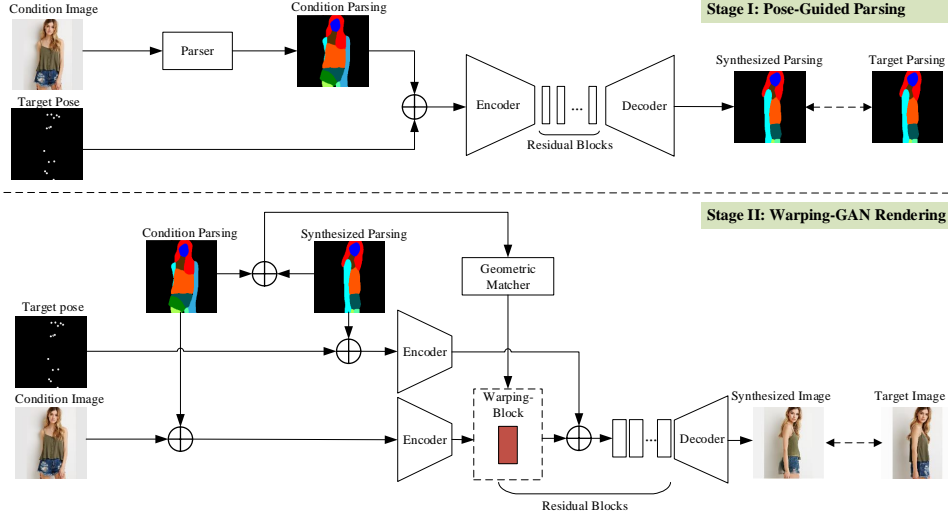 Condition Image
Condition Parsing
Stage I: Pose-Guided Parsing
Parser
Target Pose
Encoder
...
Decoder
Residual Blocks
Synthesized Parsing
Target Parsing
Stage II: Warping-GAN Rendering
Condition Parsing
Synthesized Parsing
Geometric
Matcher
Target pose
Encoder
Condition Image
Encoder
Warping-
Block
...
Decoder
Synthesized Image
Target Image
Residual Blocks